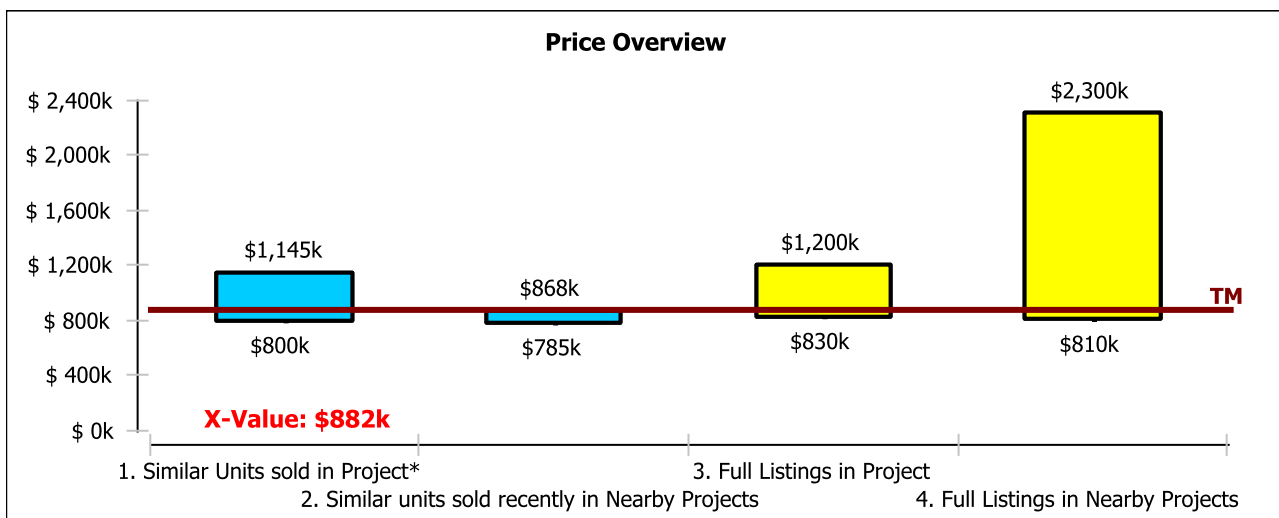 Price Overview
$ 2,400k
$2,300k
$ 2,000k
$ 1,600k
$1,145k
$1,200k
$ 1,200k
$868k
TM
$ 800k
$800k
$785k
$830k
$810k
$ 400k
X-Value: $882k
$ 0k
1. Similar Units sold in Project*
3. Full Listings in Project
2. Similar units sold recently in Nearby Projects
4. Full Listings in Nearby Projects